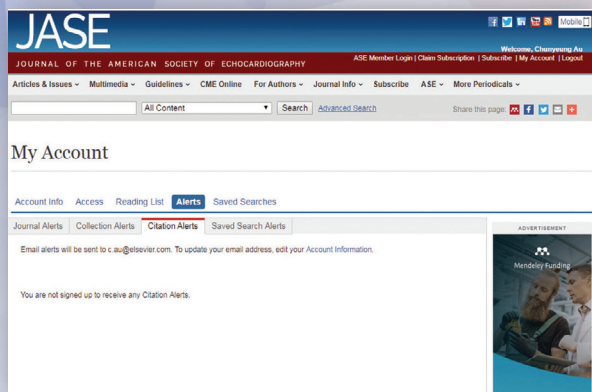 JASE
Mobile
Welcome, Chunyeung Au
JOURNAL OF THE AMERICAN SOCIETY OF ECHOCARDIOGRAPHY
ASE Member Login | Claim Subscription | Subscribe | My Account | Logout
Articles & Issues Multimedia Guidelines CME Online For Authors Journal Info Subscribe ASE More Periodicals
All Content Search Advanced Search Share this page:
My Account
Account Info Access Reading List Alerts Saved Searches
Journal Alerts Collection Alerts Citation Alerts Saved Search Alerts
ADVERTISEMENT
Email alerts will be sent to c.au@elsevier.com. To update your email address, edit your Account Information.
Mendeley Funding
You are not signed up to receive any Citation Alerts.